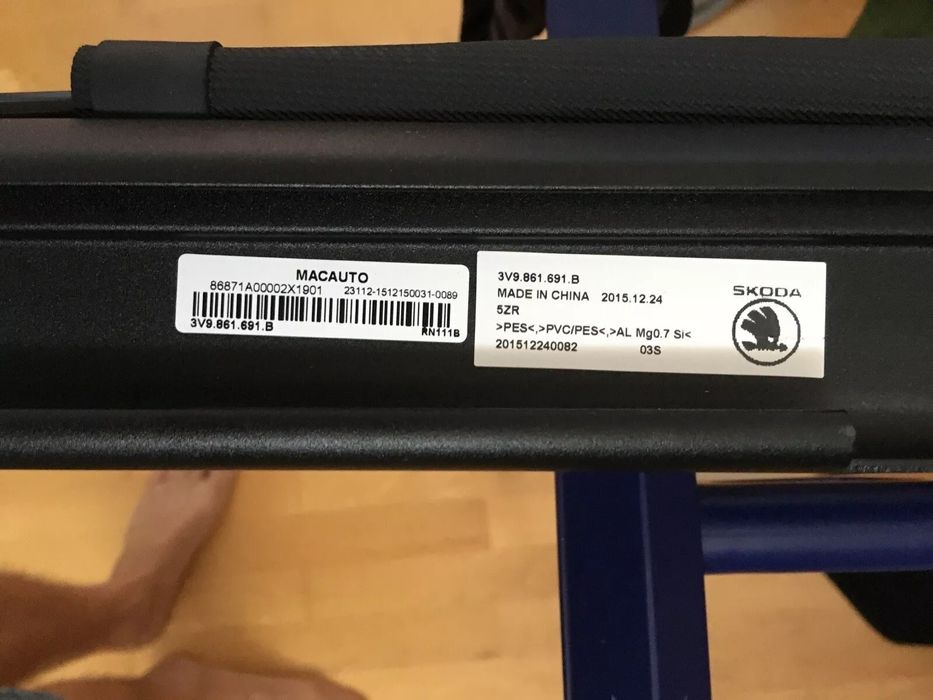 MACAUTO
86871A00002X1901 23112-1512150031-0089
3V9.861.691.B
RN111B
3V9.861.691.B
MADE IN CHINA 2015.12.24
5ZR
>PES<,>PVC/PES<,>AL Mg0.7 Si<
201512240082 03S
SKODA